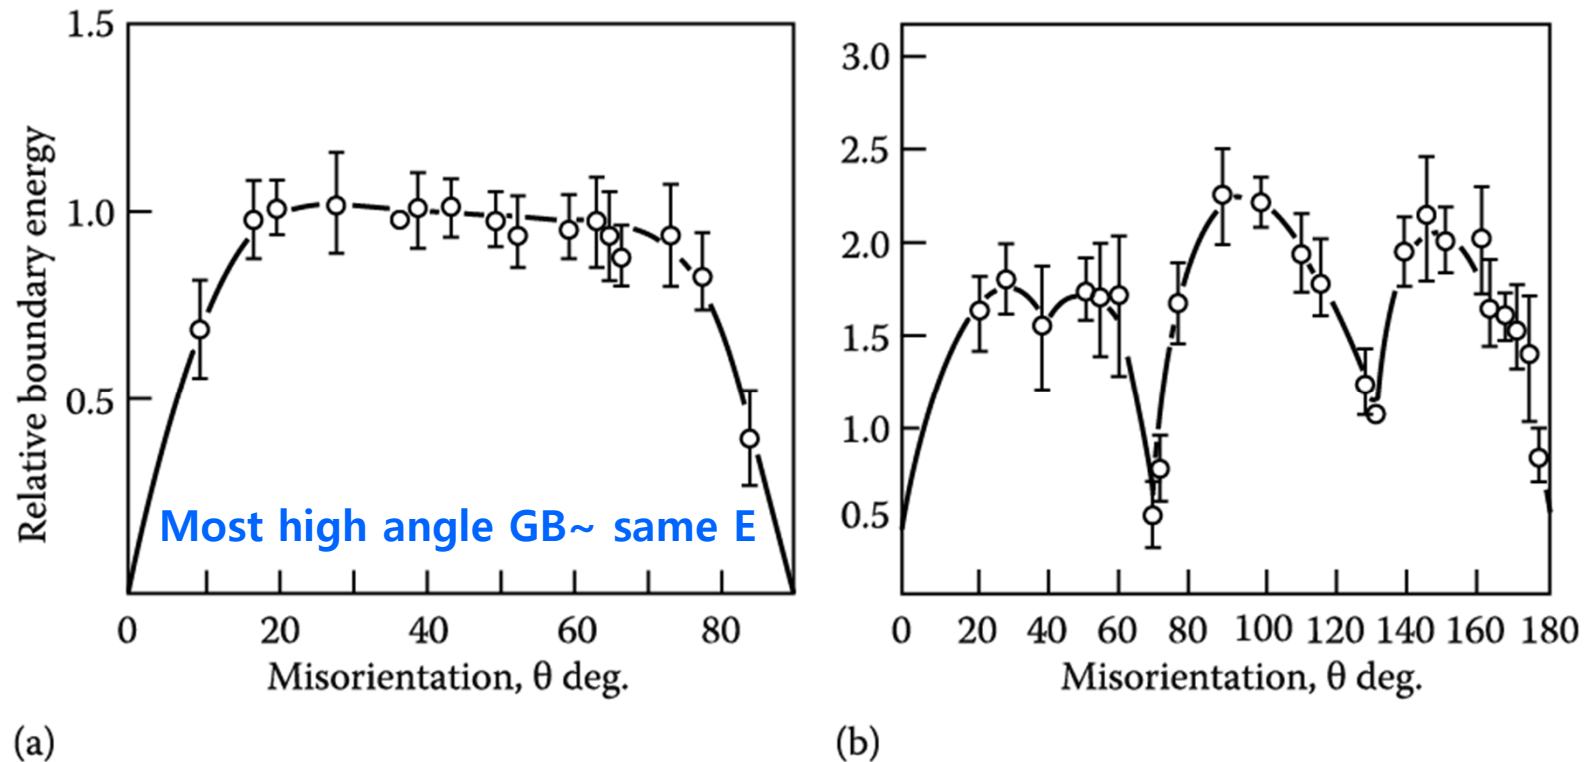 1.5
1.0
0.5
Relative boundary energy
Most high angle GB~ same E
0 20 40 60 80
Misorientation, θ deg.
(a)
3.0
2.5
2.0
1.5
1.0
0.5
0 20 40 60 80 100 120 140 160 180
Misorientation, θ deg.
(b)